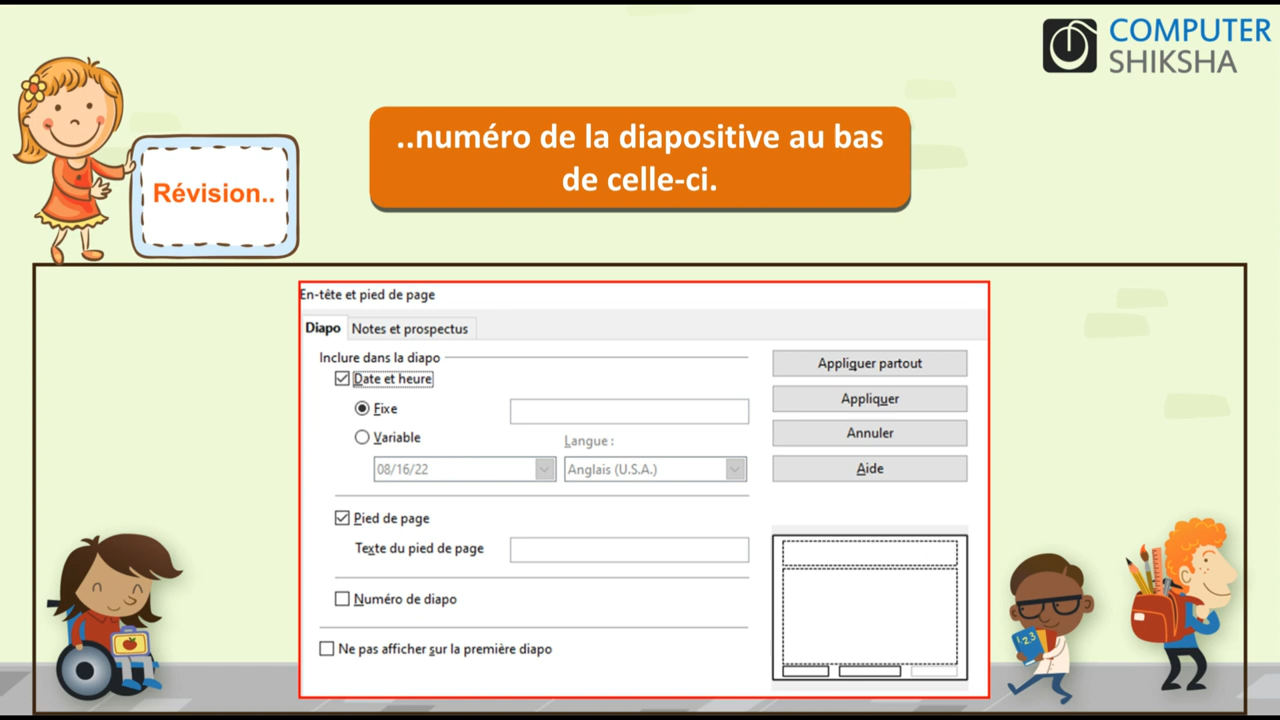 COMPUTER
SHIKSHA
..numéro de la diapositive au bas
de celle-ci.
Révision..
En-tête et pied de page
Diapo Notes et prospectus
Inclure dans la diapo
Date et heure
Fixe
Variable
Langue :
08/16/22
Anglais (U.S.A.)
Pied de page
Texte du pied de page
Numéro de diapo
Ne pas afficher sur la première diapo
Appliquer partout
Appliquer
Annuler
Aide
1,2,3